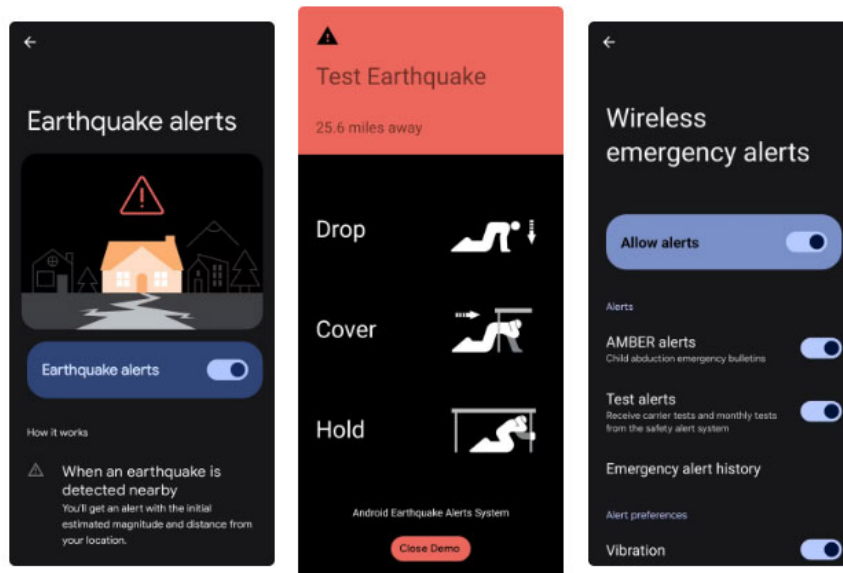 Earthquake alerts
Earthquake alerts
How it works
When an earthquake is
detected nearby
You'll get an alert with the initial
estimated magnitude and distance from
your location.
Test Earthquake
25.6 miles away
Drop
Cover
Hold
Android Earthquake Alerts System
Close Demo
Wireless
emergency alerts
Allow alerts
Alerts
AMBER alerts
Child abduction emergency bulletins
Test alerts
Receive carrier tests and monthly tests
from the safety alert system
Emergency alert history
Alert preferences
Vibration